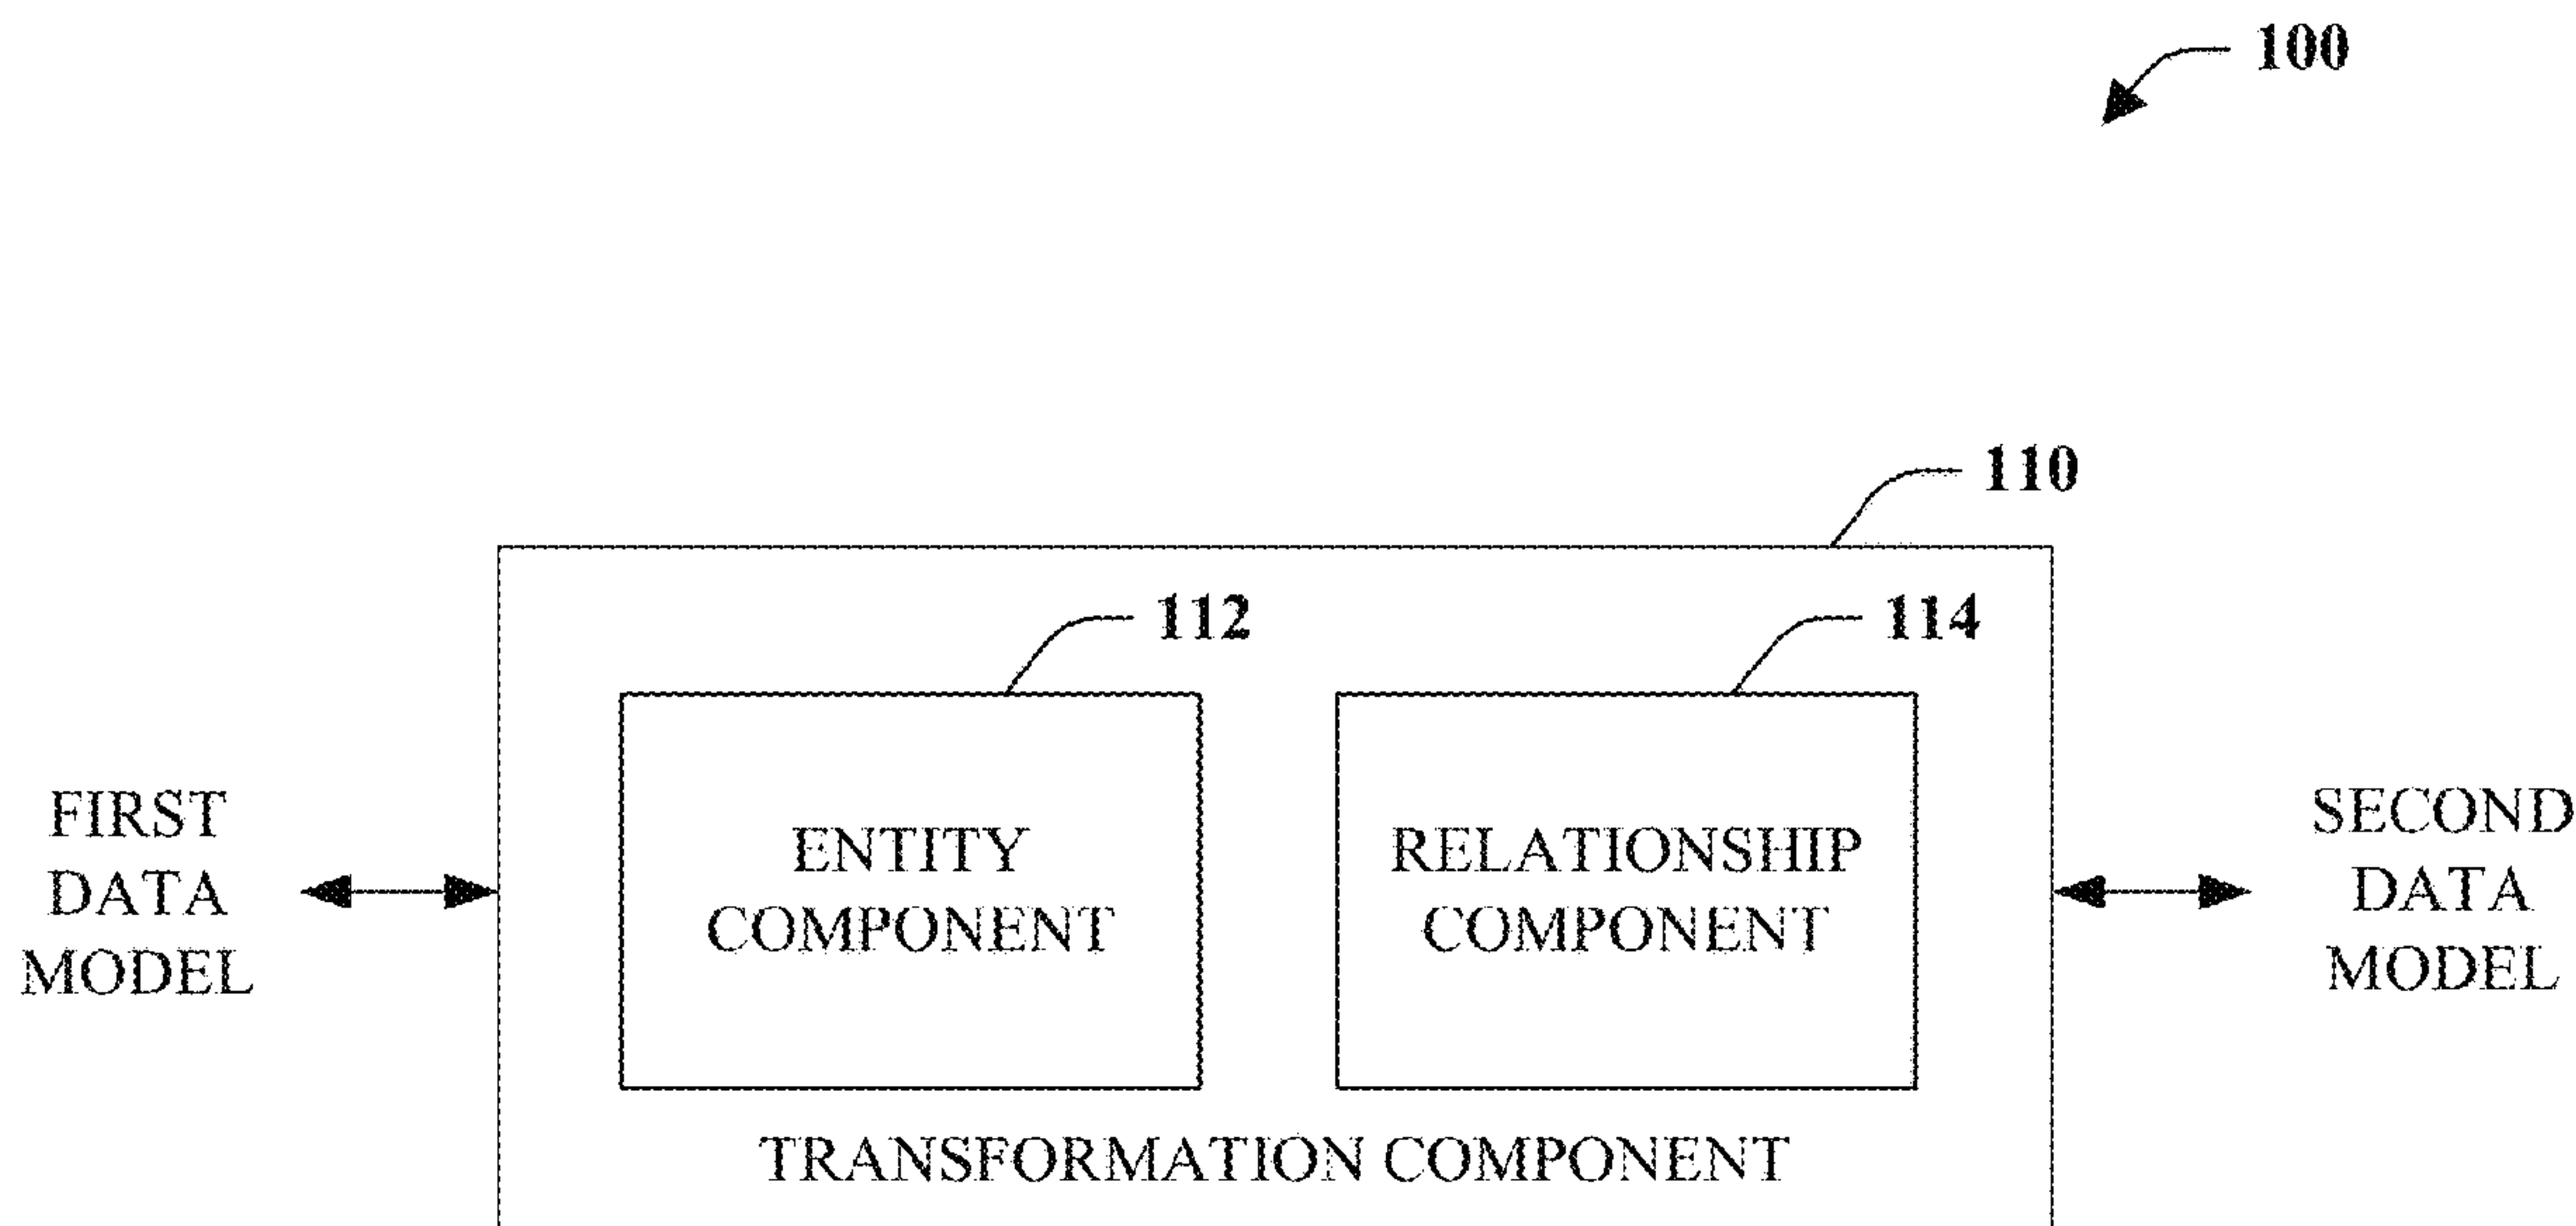 100
110
112
114
FIRST
DATA
MODEL
ENTITY
COMPONENT
RELATIONSHIP
COMPONENT
SECOND
DATA
MODEL
TRANSFORMATION COMPONENT